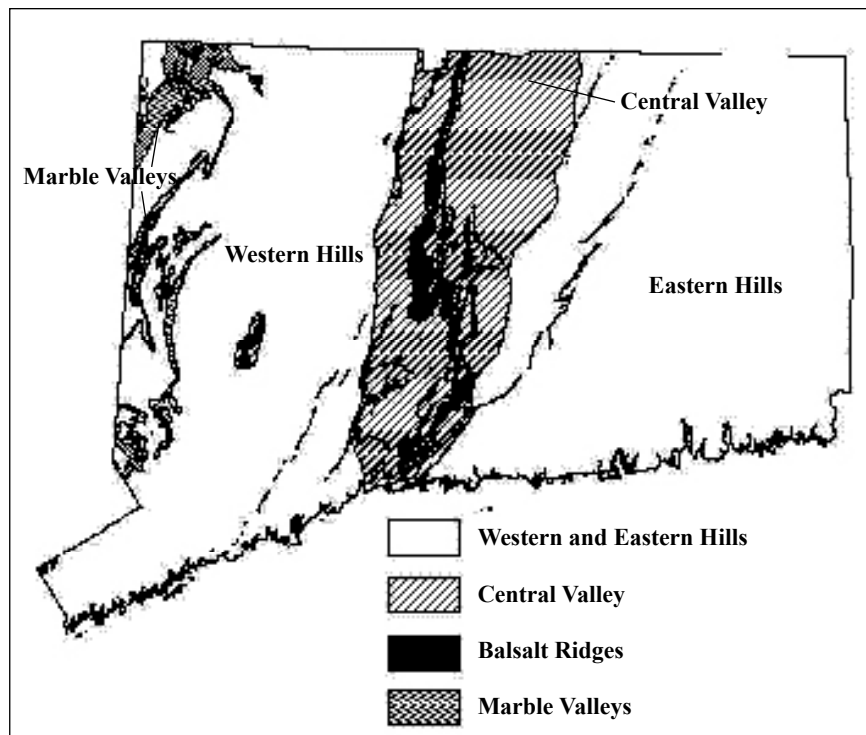 Central Valley
Marble Valleys
Western Hills
Eastern Hills
Western and Eastern Hills
Central Valley
Balsalt Ridges
Marble Valleys